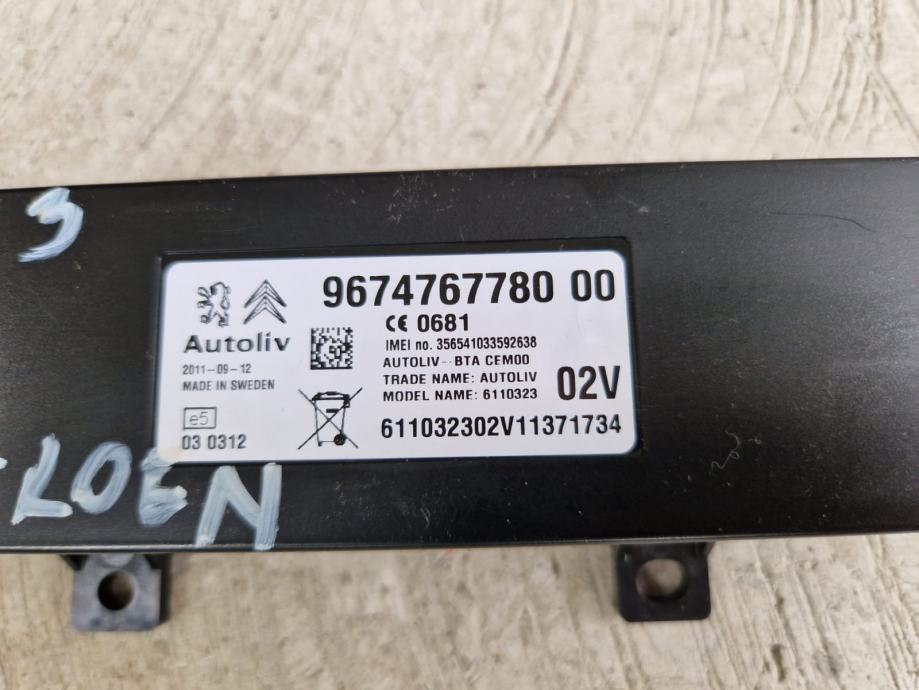 3
9674767780 00
CE 0681
IMEI no. 356541033592638
Autoliv
AUTOLIV-BTA CEM00
2011-09-12
TRADE NAME: AUTOLIV
MADE IN SWEDEN
MODEL NAME: 6110323
02V
e5
03 0312
611032302V11371734
LOEN